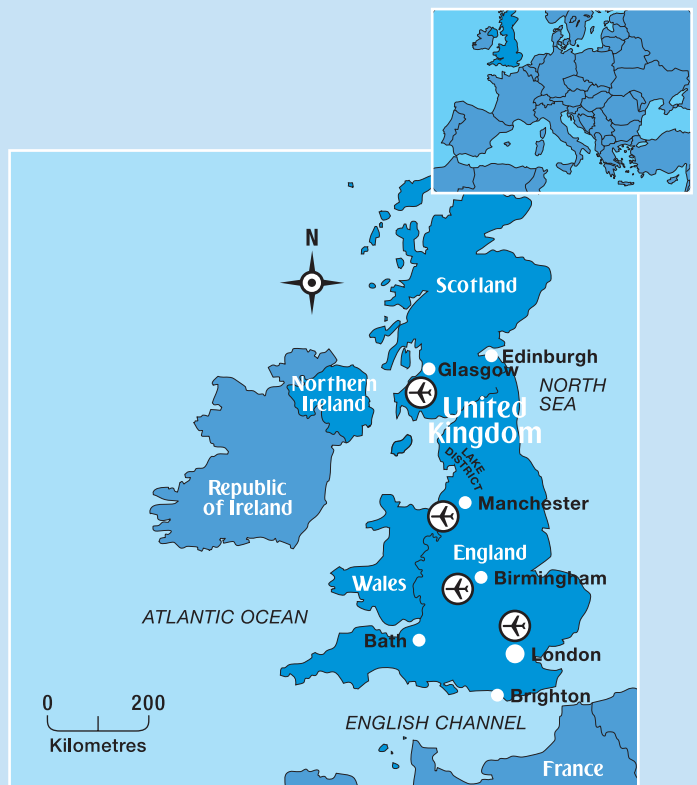 N
Scotland
Edinburgh
Glasgow
NORTH
SEA
Northern
Ireland
United
Kingdom
LAKE
DISTRICT
Republic
of Ireland
Manchester
England
Wales
Birmingham
ATLANTIC OCEAN
Bath
London
0 200
Kilometres
Brighton
ENGLISH CHANNEL
France